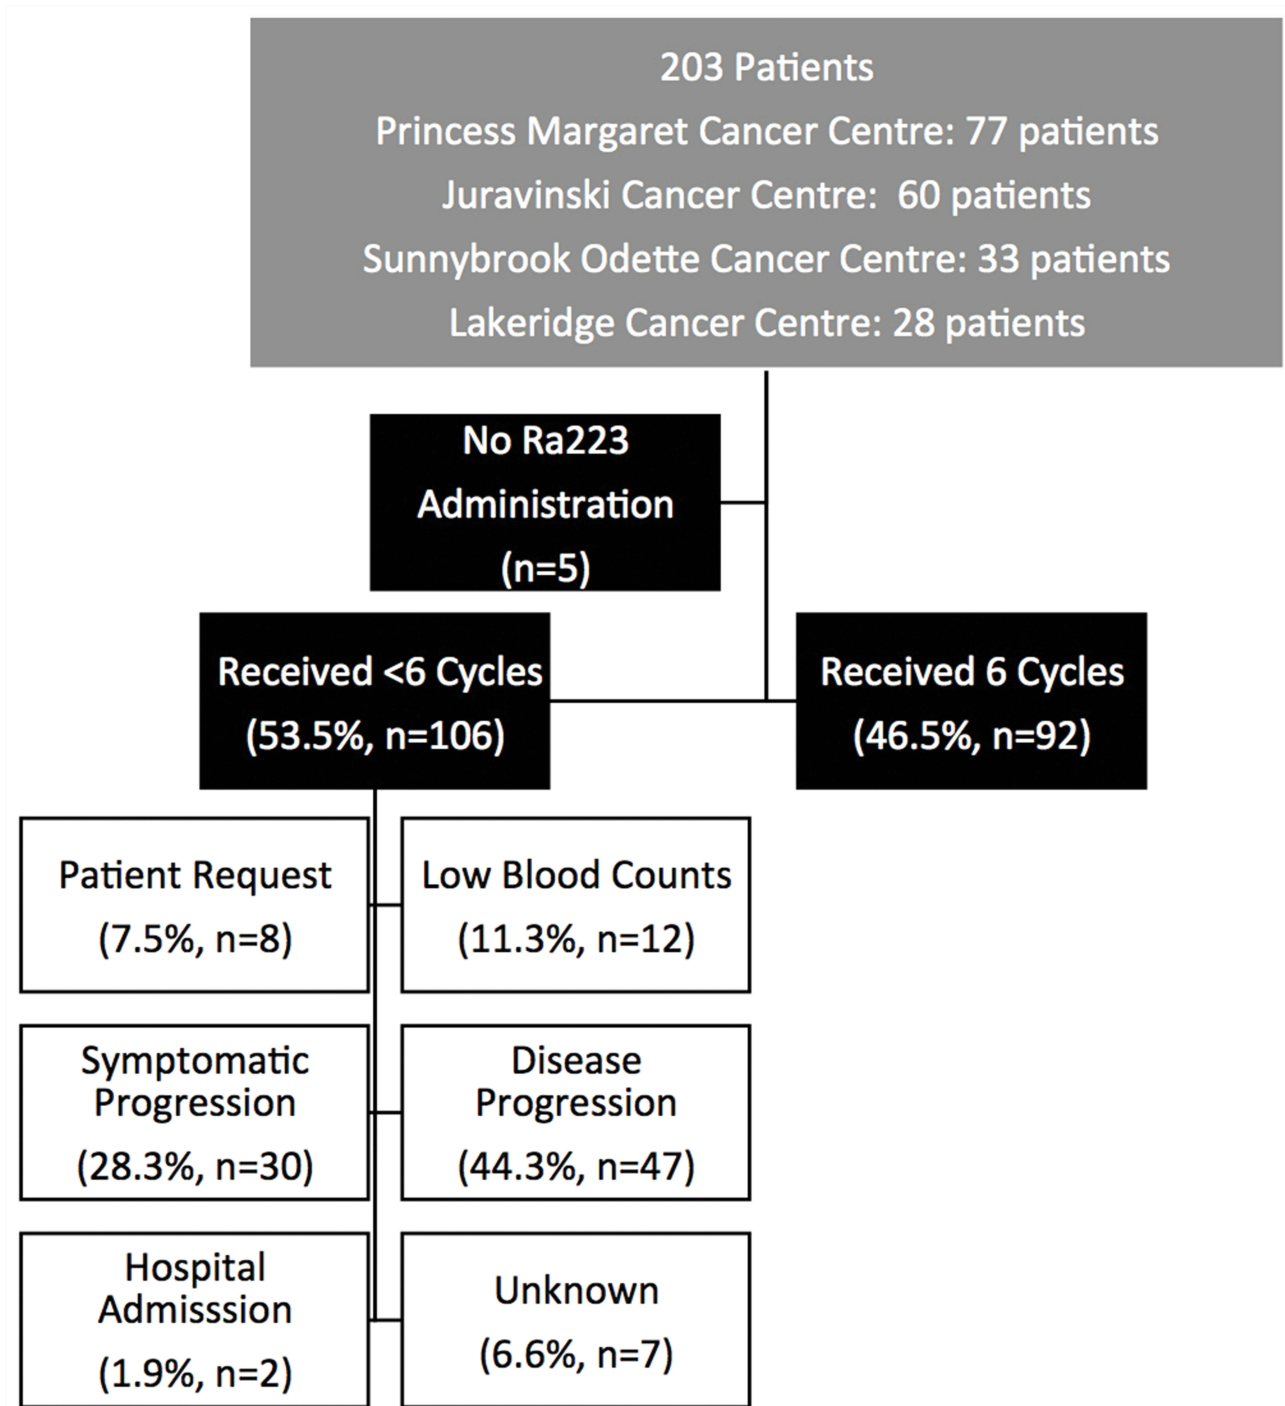 203 Patients
Princess Margaret Cancer Centre: 77 patients
Juravinski Cancer Centre:  60 patients
Sunnybrook Odette Cancer Centre: 33 patients
Lakeridge Cancer Centre: 28 patients
No Ra223
Administration
(n=5)
Received <6 Cycles
(53.5%, n=106)
Received 6 Cycles
(46.5%, n=92)
Patient Request
(7.5%, n=8)
Low Blood Counts
(11.3%, n=12)
Symptomatic
Progression
(28.3%, n=30)
Disease
Progression
(44.3%, n=47)
Hospital
Admisssion
(1.9%, n=2)
Unknown
(6.6%, n=7)